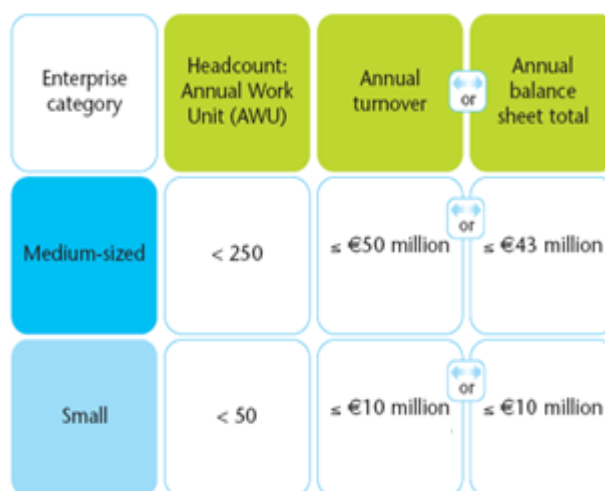 Enterprise
category
Headcount:
Annual Work
Unit (AWU)
Annual
turnover
or
Annual
balance
sheet total
Medium-sized
< 250
≤ €50 million
or
≤ €43 million
Small
< 50
≤ €10 million
or
≤ €10 million